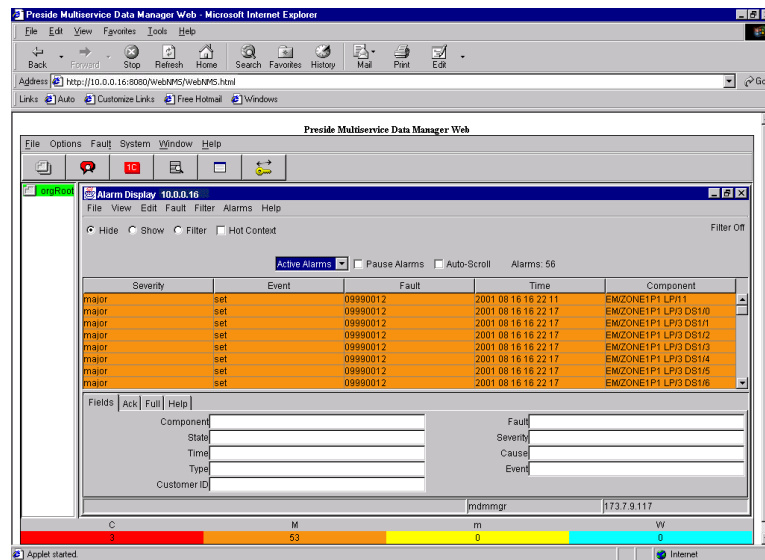 Preside Multiservice Data Manager Web - Microsoft Internet Explorer
File Edit View Favorites Tools Help
Back Forward Stop Refresh Home Search Favorites History Mail Print Edit
Address http://10.0.0.16:8080/WebNMS/WebNMS.html Go
Links Auto Customize Links Free Hotmail Windows
Preside Multiservice Data Manager Web
File Options Fault System Window Help
1C
orgRoot
Alarm Display 10.0.0.16
File View Edit Fault Filter Alarms Help
Hide Show Filter Hot Context Filter Off
Active Alarms Pause Alarms Auto-Scroll Alarms: 56
Severity Event Fault Time Component
major set 09990012 2001 08 16 16 22 11 EM/ZONE1P1 LP/11
major set 09990012 2001 08 16 16 22 17 EM/ZONE1P1 LP/3 DS1/0
major set 09990012 2001 08 16 16 22 17 EM/ZONE1P1 LP/3 DS1/1
major set 09990012 2001 08 16 16 22 17 EM/ZONE1P1 LP/3 DS1/2
major set 09990012 2001 08 16 16 22 17 EM/ZONE1P1 LP/3 DS1/3
major set 09990012 2001 08 16 16 22 17 EM/ZONE1P1 LP/3 DS1/4
major set 09990012 2001 08 16 16 22 17 EM/ZONE1P1 LP/3 DS1/5
major set 09990012 2001 08 16 16 22 17 EM/ZONE1P1 LP/3 DS1/6
Fields Ack Full Help
Component Fault
State Severity
Time Cause
Type Event
Customer ID
mdmmgr 173.7.9.117
C M m W
3 53 0 0
Applet started. Internet